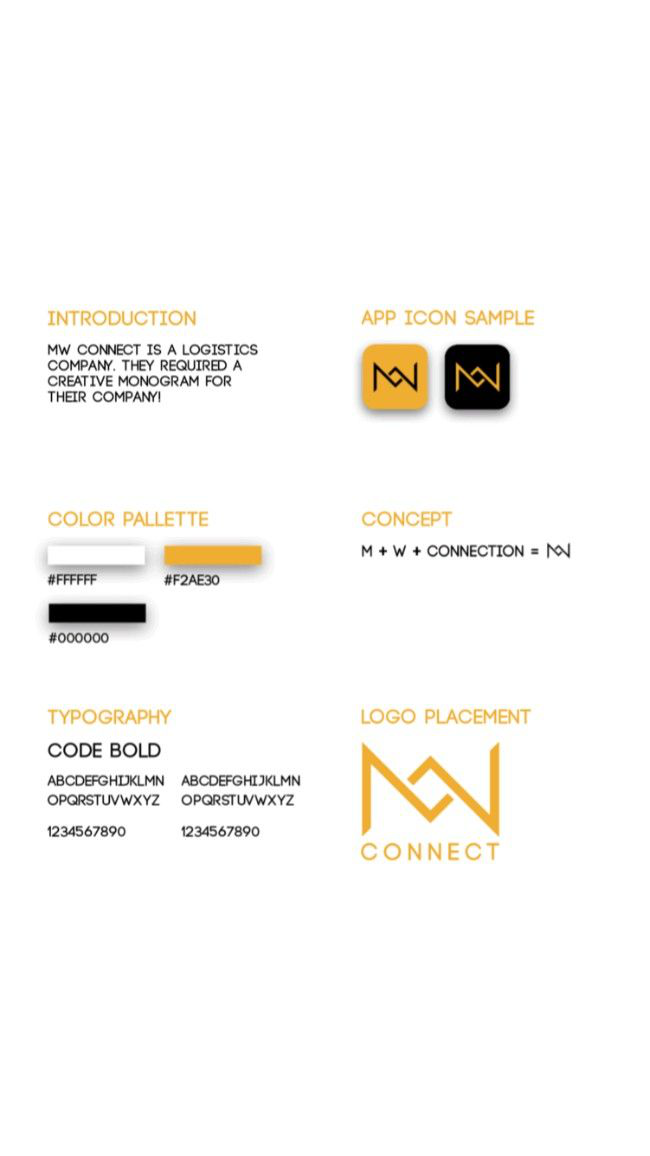 INTRODUCTION
MW CONNECT IS A LOGISTICS
COMPANY. THEY REQUIRED A
CREATIVE MONOGRAM FOR
THEIR COMPANY!
APP ICON SAMPLE
COLOR PALLETTE
#FFFFFF
#F2AE30
#000000
CONCEPT
M + W + CONNECTION =
TYPOGRAPHY
CODE BOLD
ABCDEFGHIJKLMN
OPQRSTUVWXYZ
1234567890
ABCDEFGHIJKLMN
OPQRSTUVWXYZ
1234567890
LOGO PLACEMENT
CONNECT